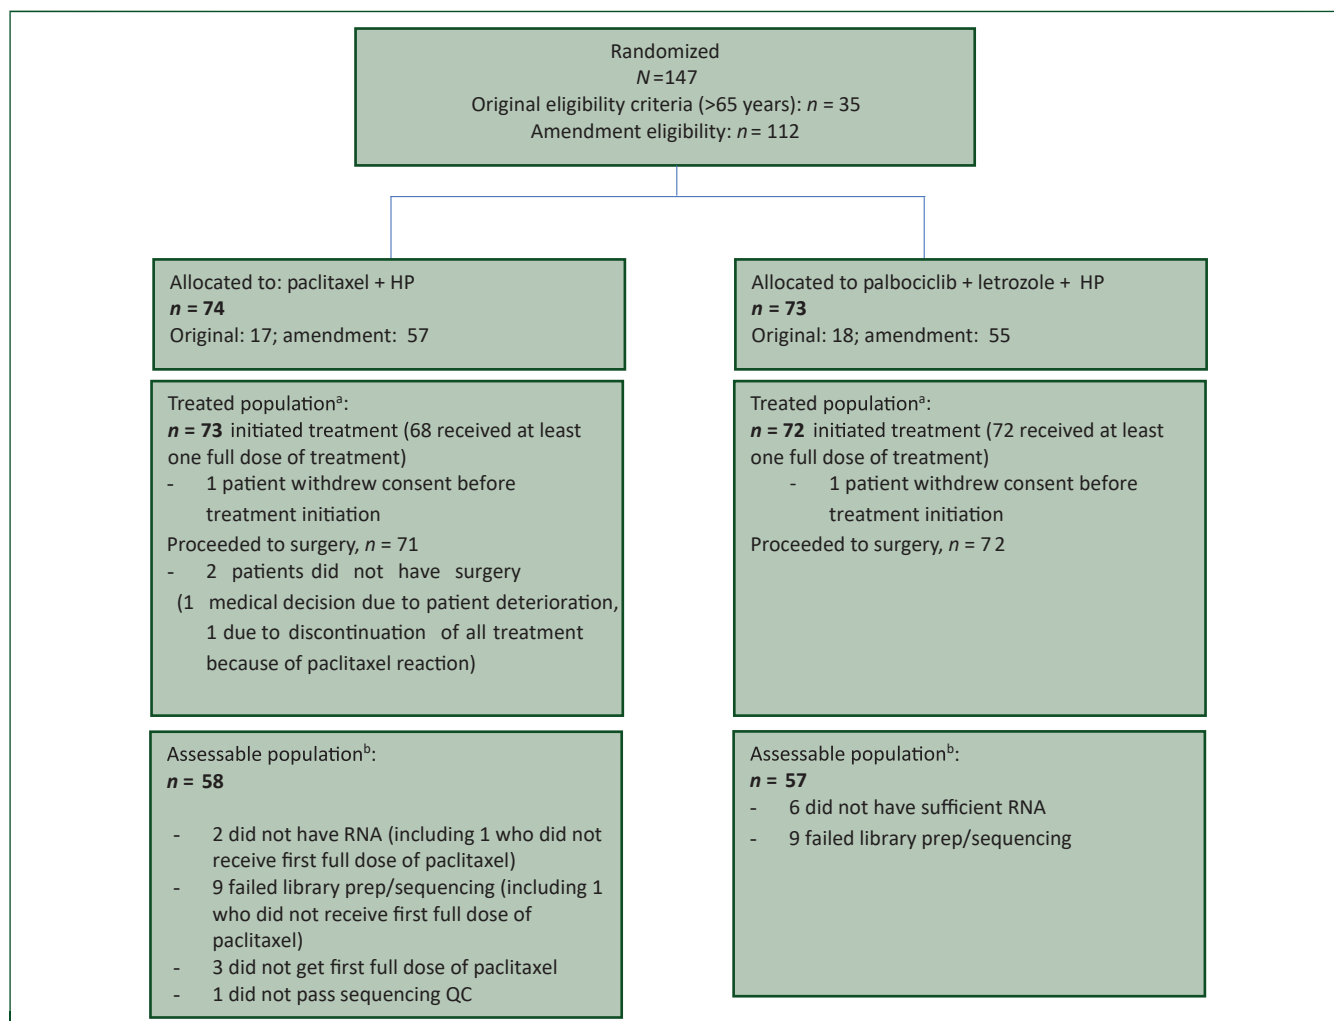 Randomized
N=147
Original eligibility criteria (>65 years): n = 35
Amendment eligibility: n = 112
Allocated to: paclitaxel + HP
n = 74
Original: 17; amendment: 57
Allocated to palbociclib + letrozole + HP
n = 73
Original: 18; amendment: 55
Treated populationᵃ:
n = 73 initiated treatment (68 received at least
one full dose of treatment)
- 1 patient withdrew consent before
treatment initiation
Proceeded to surgery, n = 71
- 2 patients did not have surgery
(1 medical decision due to patient deterioration,
1 due to discontinuation of all treatment
because of paclitaxel reaction)
Treated populationᵃ:
n = 72 initiated treatment (72 received at least
one full dose of treatment)
- 1 patient withdrew consent before
treatment initiation
Proceeded to surgery, n = 72
Assessable populationᵇ:
n = 58
- 2 did not have RNA (including 1 who did not
receive first full dose of paclitaxel)
- 9 failed library prep/sequencing (including 1
who did not receive first full dose of
paclitaxel)
- 3 did not get first full dose of paclitaxel
- 1 did not pass sequencing QC
Assessable populationᵇ:
n = 57
- 6 did not have sufficient RNA
- 9 failed library prep/sequencing